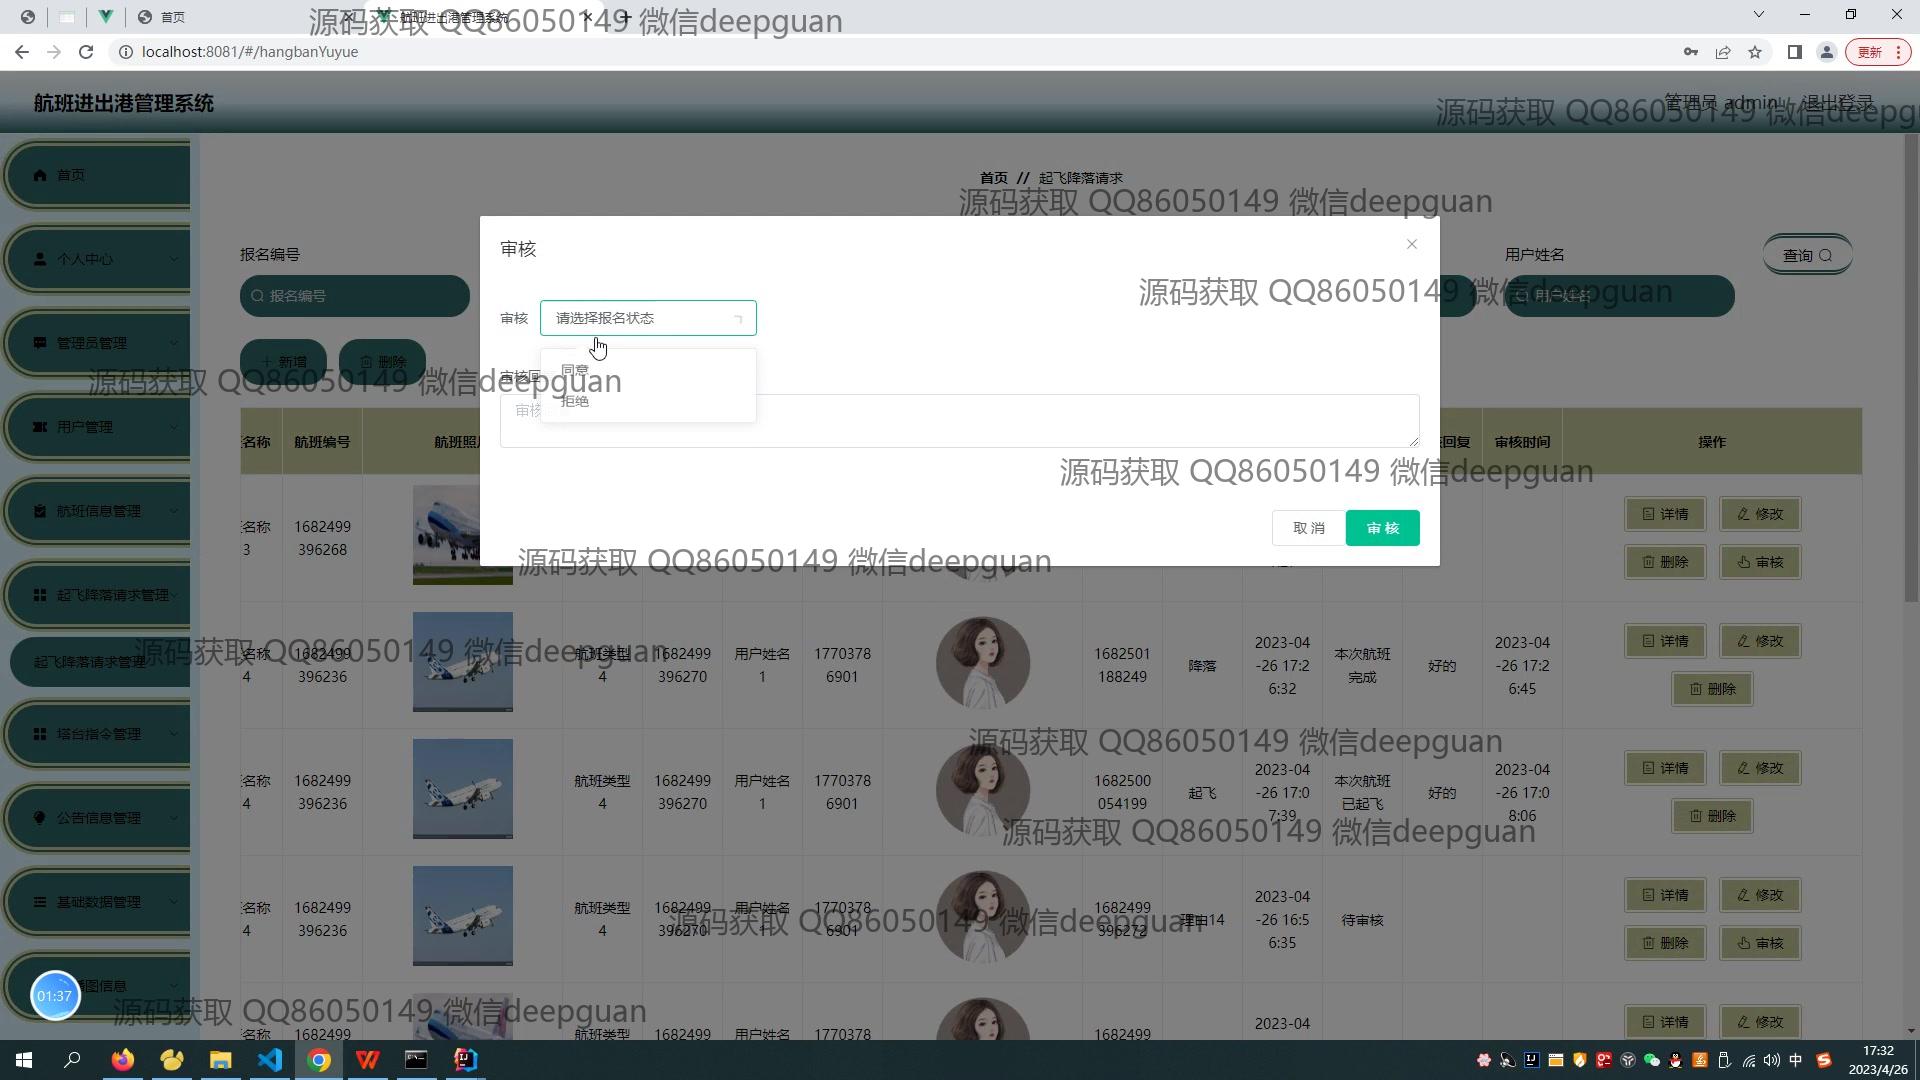 首页
航班进出港管理系统
localhost:8081/#/hangbanYuyue
更新
源码获取 QQ86050149 微信deepguan
航班进出港管理系统
管理员 admin
退出登录
源码获取 QQ86050149 微信deepgu
首页
个人中心
管理员管理
用户管理
航班信息管理
起飞降落请求管理
起飞降落请求管理
塔台指令管理
公告信息管理
基础数据管理
图信息
01:37
首页 // 起飞降落请求
源码获取 QQ86050149 微信deepguan
报名编号
报名编号
用户姓名
用户姓名
查询
新增
删除
审核
源码获取 QQ86050149 微信deepguan
审核 请选择报名状态
同意
拒绝
审核回
审核
源码获取 QQ86050149 微信deepguan
源码获取 QQ86050149 微信deepguan
取消 审核
源码获取 QQ86050149 微信deepguan
名称 航班编号 航班照片 回复 审核时间 操作
名称3 1682499396268 详情 修改 删除 审核
源码获取 QQ86050149 微信deepguan
名称4 1682499396236 航班类型4 1682499396270 用户姓名1 17703786901 1682501188249 降落 2023-04-26 17:26:32 本次航班完成 好的 2023-04-26 17:26:45 详情 修改 删除
源码获取 QQ86050149 微信deepguan
名称4 1682499396236 航班类型4 1682499396270 用户姓名1 17703786901 1682500054199 起飞 2023-04-26 17:07:39 本次航班已起飞 好的 2023-04-26 17:08:06 详情 修改 删除
源码获取 QQ86050149 微信deepguan
名称4 1682499396236 航班类型4 1682499396270 用户姓名1 17703786901 1682499396272 理由14 2023-04-26 16:56:35 待审核 详情 修改 删除 审核
源码获取 QQ86050149 微信deepguan
名称 1682499 航班类型 1682499 用户姓名 1770378 1682499 2023-04 详情 修改
源码获取 QQ86050149 微信deepguan
中
17:32
2023/4/26